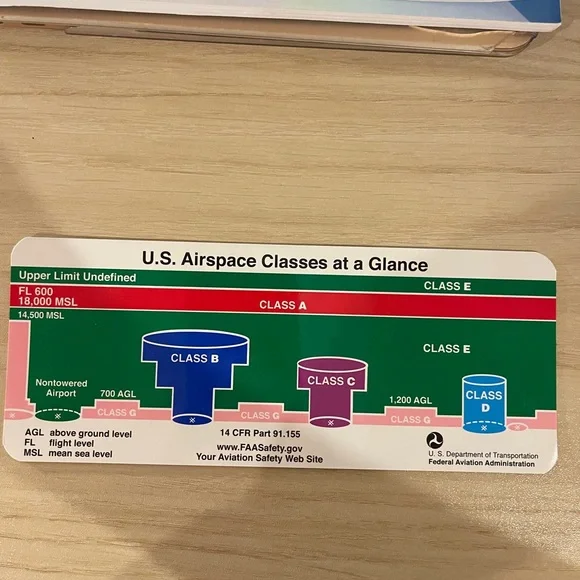 U.S. Airspace Classes at a Glance
Upper Limit Undefined
CLASS E
FL 600
18,000 MSL
CLASS A
14,500 MSL
CLASS B
CLASS E
CLASS C
Nontowered
Airport
700 AGL
1,200 AGL
CLASS
D
CLASS G
CLASS G
CLASS G
AGL above ground level
FL flight level
MSL mean sea level
14 CFR Part 91.155
www.FAASafety.gov
Your Aviation Safety Web Site
U. S. Department of Transportation
Federal Aviation Administration